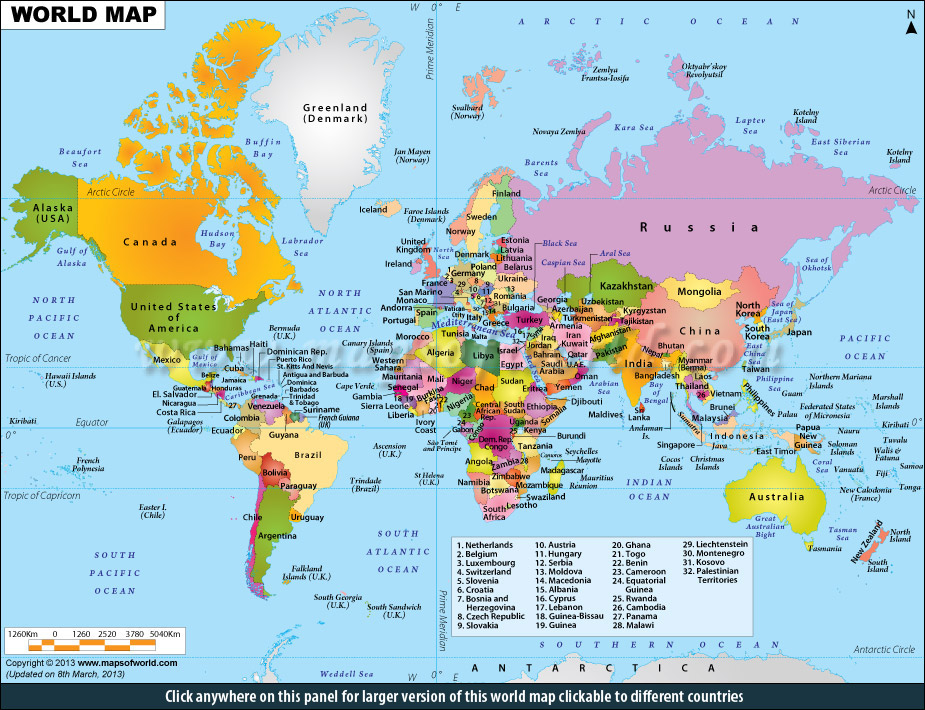 WORLD MAP
W 0° E
N
ARCTIC OCEAN
Prime Meridian
Zemlya
Frantsa-Iosifa
Oktyabr'skoy
Revolyutsil
Svalbard
(Norway)
Greenland
(Denmark)
Novaya Zemlya
Kara Sea
Laptev
Sea
Kotelny
Island
East Siberian
Sea
Kotelny
Island
Beaufort
Sea
Buffin
Bay
Jan Mayen
(Norway)
Barents
Sea
Arctic Circle
Arctic Circle
Alaska
(USA)
Canada
Hudson
Bay
Labrador
Sea
Gulf of
Alaska
Iceland
Faroe Islands
(Denmark)
Finland
Sweden
Norway
Russia
United
Kingdom
North
Sea
Ireland
Denmark
Estonia
Latvia
Lithuania
Belarus
Poland
Germany
Ukraine
Black Sea
Caspian Sea
Aral Sea
Sea of
Okhotsk
France
San Marino
Monaco
Andorra
Spain
Portugal
Vatican
City
Italy
Romania
Bulgaria
Greece
Turkey
Georgia
Azerbaijan
Armenia
Kazakhstan
Uzbekistan
Turkmenistan
Kyrgyzstan
Tajikistan
Mongolia
China
North
Korea
South
Korea
Sea of
Japan
(East Sea)
Japan
NORTH
PACIFIC
OCEAN
United States
of
America
NORTH
ATLANTIC
OCEAN
Mediterranean Sea
Malta
Tunisia
Syria
Iran
Iraq
Afghanistan
Pakistan
Nepal
Bhutan
East
China
Sea
Taiwan
PACIFIC
OCEAN
Bermuda
(U.K.)
Canary Islands
(Spain)
Morocco
Algeria
Libya
Israel
Egypt
Jordan
Kuwait
Bahrain
Qatar
Saudi
Arabia
U.A.E.
Oman
Yemen
India
Bangladesh
Myanmar
(Berma)
Laos
Thailand
Vietnam
Tropic of Cancer
Hawaii Islands
(U.S.)
Mexico
Gulf of
Mexico
Bahamas
Haiti
Cuba
Dominican Rep.
Puerto Rico
St. Kitts And Nevis
Antigua and Barbuda
Dominica
Barbados
Grenada
Trinidad
& Tobago
Belize
Jamaica
Guatemala
Honduras
Caribbean Sea
EL. Salvador
Nicaragua
Costa Rica
Western
Sahara
Mauritania
Cape Verde
Senegal
Gambia
Mali
Burkina
Niger
Chad
Sudan
Eritrea
Djibouti
Sierra Leone
Liberia
Ivory
Coast
Nigeria
Central
African
Rep.
South
Sudan
Ethiopia
Somalia
Arabian
Sea
Bay
of
Bengal
Maldives
Sri
Lanka
Andaman
Is.
Philippines
Philippine
Sea
Guam
Northern Mariana
Islands
Marshall
Islands
Palau
Federated States
of Micronesia
Brunei
Malaysia
Singapore
Sumatra
Kiribati
Equator
Galapagos
(Ecuador)
Venezuela
Colombia
Suriname
French Guiana
(UK)
Guyana
Ecuador
Peru
Brazil
Bolivia
Paraguay
Chile
Uruguay
Argentina
Gabon
Congo
São Tomé
and Príncipe
Dem. Rep.
Congo
Uganda
Kenya
Burundi
Tanzania
Seychelles
Comoros
Mayotte
Ascension
(U.K.)
St Helena
(U.K.)
Angola
Zambia
Zimbabwe
Mozambique
Madagascar
Mauritius
Reunion
Namibia
Botswana
Swaziland
Lesotho
South
Africa
Cocos'
Islands
Christmas
Islands
Indonesia
Java
East Timor
Papua
New
Guinea
Nauru
Kiribati
Soloman
Islands
Tuvalu
Walis &
Futuna
Samoa
Coral
Sea
Vanuatu
Fiji
Tonga
New Calodonia
(France)
French
Polynesia
Tropic of Capricorn
Trindade
(Brazil)
Easter I.
(Chile)
INDIAN
OCEAN
Australia
Great
Australian
Bight
Tasman
Sea
Tasmania
New Zealand
North
Island
South
Island
SOUTH
PACIFIC
OCEAN
SOUTH
ATLANTIC
OCEAN
Falkland
Islands (U.K.)
South Georgia
(U.K.)
South Sandwich
(U.K.)
Prime Meridian
1. Netherlands
2. Belgium
3. Luxembourg
4. Switzerland
5. Slovenia
6. Croatia
7. Bosnia and
Herzegovina
8. Czech Republic
9. Slovakia
10. Austria
11. Hungary
12. Serbia
13. Moldova
14. Macedonia
15. Albania
16. Cyprus
17. Lebanon
18. Guinea-Bissau
19. Guinea
20. Ghana
21. Togo
22. Benin
23. Cameroon
24. Equatorial
Guinea
25. Rwanda
26. Cambodia
27. Panama
28. Malawi
29. Liechtenstein
30. Montenegro
31. Kosovo
32. Palestinian
Territories
SOUTHERN OCEAN
Antarctic Circle
1260Km 0 1260 2520 3780 5040Km
Copyright © 2013 www.mapsofworld.com
(Updated on 8th March, 2013)
Weddell Sea
W 0° E
ANTARCTICA
Click anywhere on this panel for larger version of this world map clickable to different countries